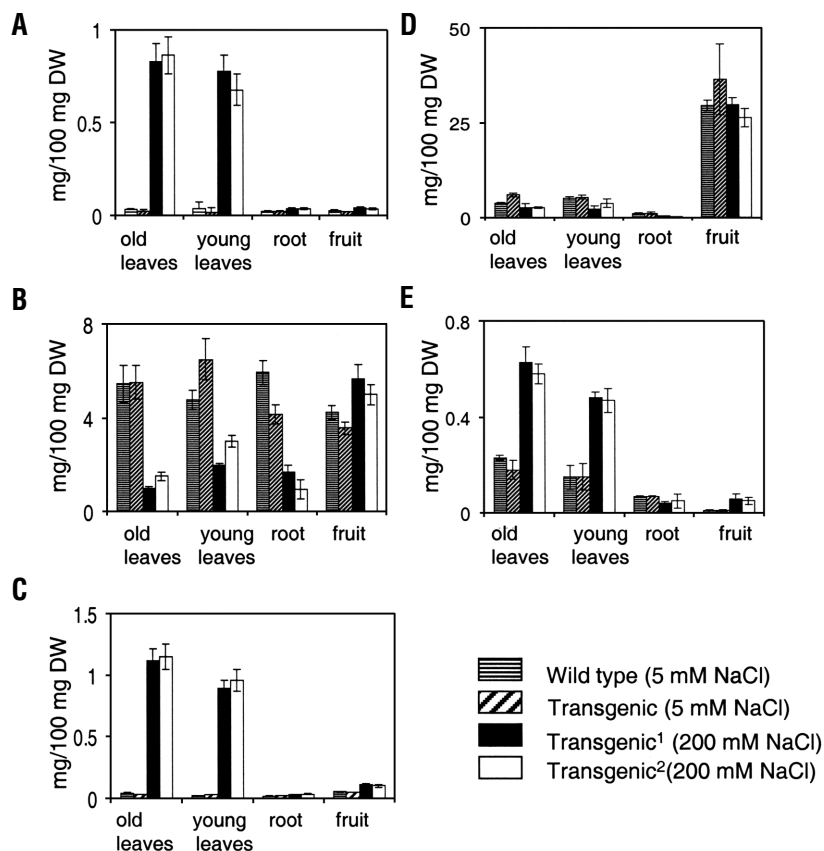 A
mg/100 mg DW
1
0.5
0
old leaves
young leaves
root
fruit
B
mg/100 mg DW
8
4
0
old leaves
young leaves
root
fruit
C
mg/100 mg DW
1.5
1
0.5
0
old leaves
young leaves
root
fruit
D
mg/100 mg DW
50
25
0
old leaves
young leaves
root
fruit
E
mg/100 mg DW
0.8
0.4
0
old leaves
young leaves
root
fruit
Wild type (5 mM NaCl)
Transgenic (5 mM NaCl)
Transgenic¹ (200 mM NaCl)
Transgenic²(200 mM NaCl)